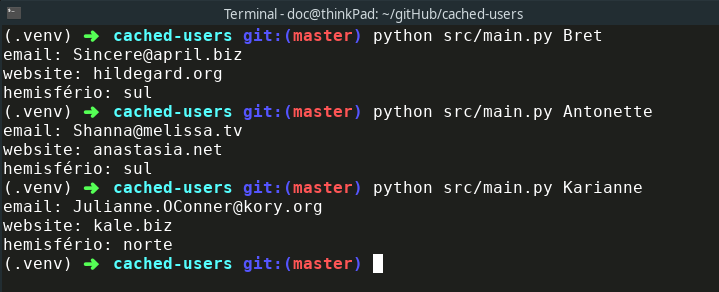 Terminal - doc@thinkPad: ~/gitHub/cached-users
(.venv) ➜ cached-users git:(master) python src/main.py Bret
email: Sincere@april.biz
website: hildegard.org
hemisfério: sul
(.venv) ➜ cached-users git:(master) python src/main.py Antonette
email: Shanna@melissa.tv
website: anastasia.net
hemisfério: sul
(.venv) ➜ cached-users git:(master) python src/main.py Karianne
email: Julianne.OConner@kory.org
website: kale.biz
hemisfério: norte
(.venv) ➜ cached-users git:(master)